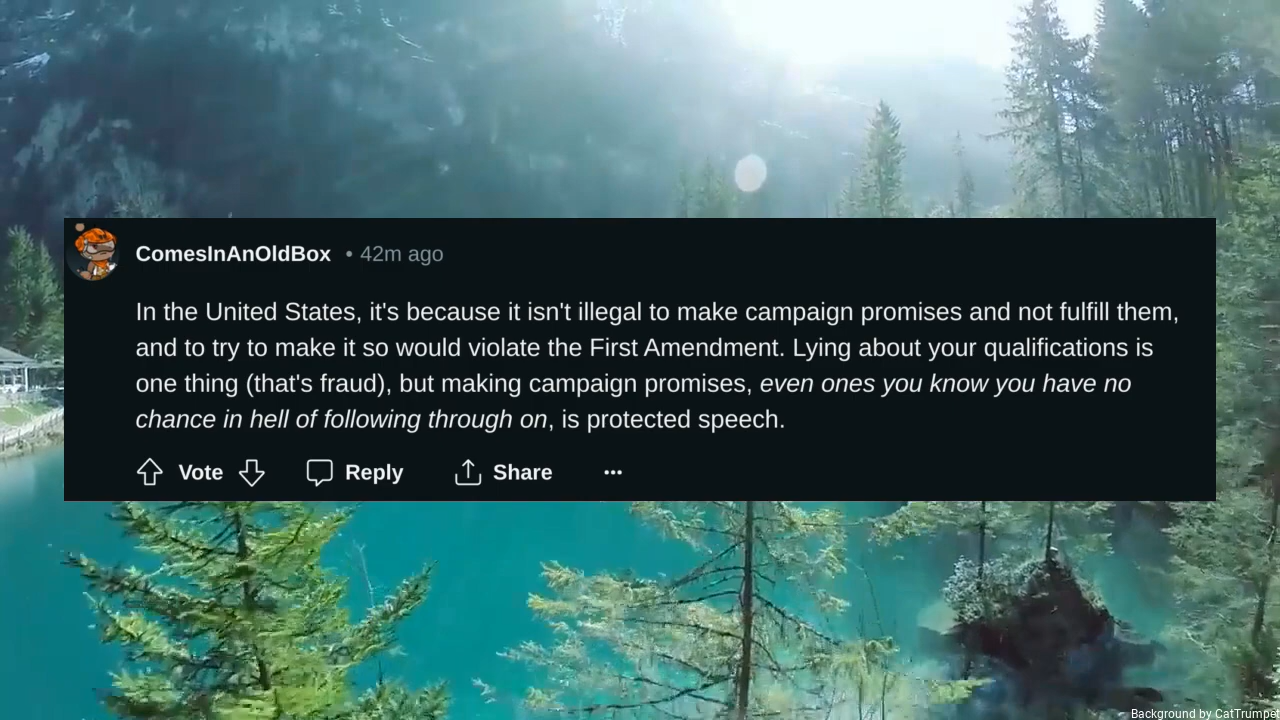 ComesInAnOldBox • 42m ago
In the United States, it's because it isn't illegal to make campaign promises and not fulfill them,
and to try to make it so would violate the First Amendment. Lying about your qualifications is
one thing (that's fraud), but making campaign promises, even ones you know you have no
chance in hell of following through on, is protected speech.
Vote Reply Share
Background by CatTrumpet